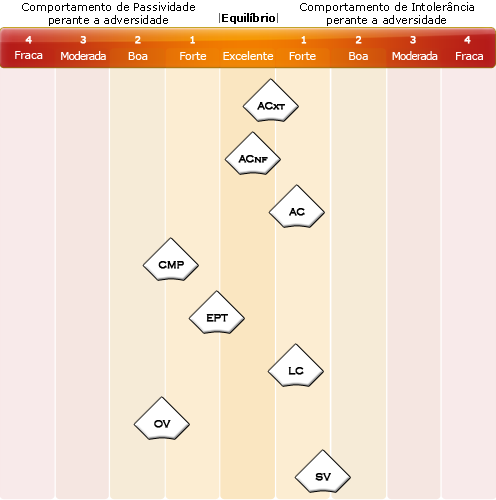 Comportamento de Passividade perante a adversidade
|Equilíbrio|
Comportamento de Intolerância perante a adversidade
4 3 2 1 1 2 3 4
Fraca Moderada Boa Forte Excelente Forte Boa Moderada Fraca
ACXT
ACNF
AC
CMP
EPT
LC
OV
SV